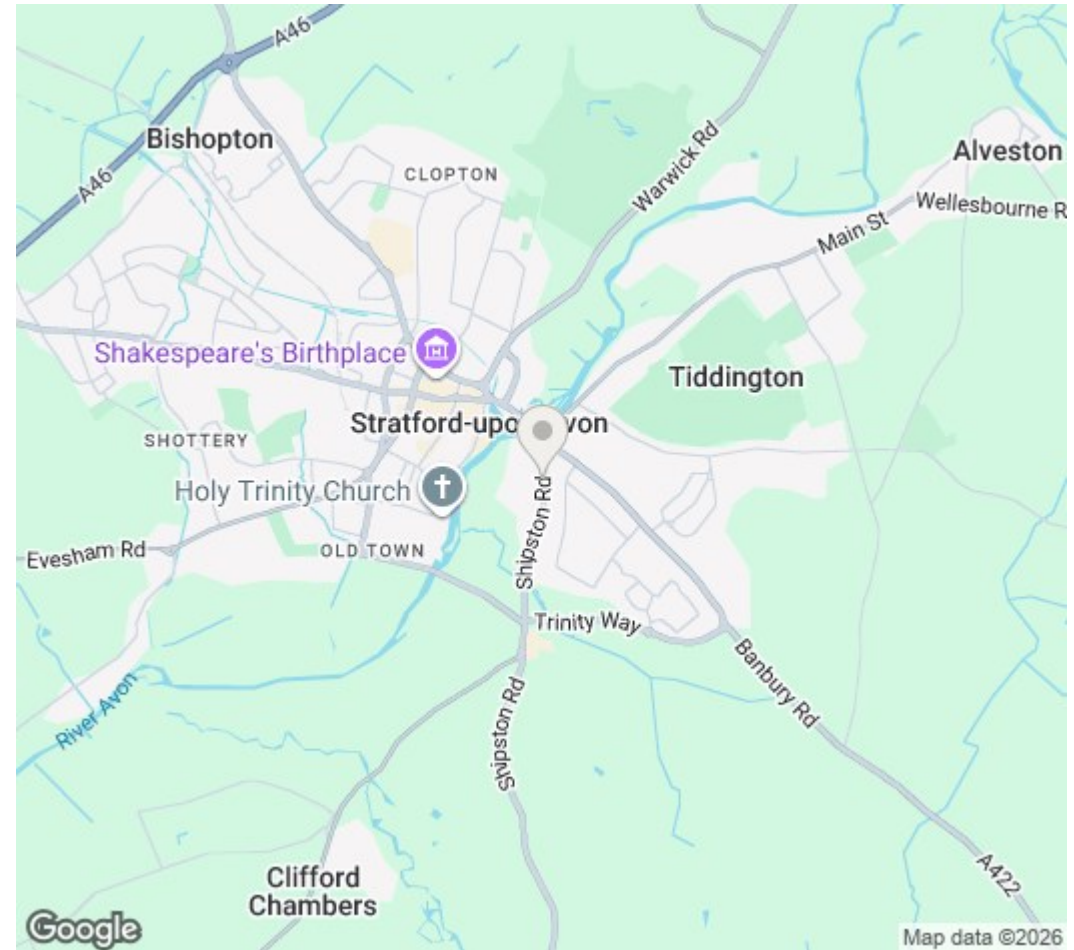 A46
Bishopton
A46
CLOPTON
Warwick Rd
Alveston
Wellesbourne R
Main St
Shakespeare's Birthplace
Tiddington
Stratford-upo von
SHOTTERY
Holy Trinity Church
Shipston Rd
Evesham Rd
OLD TOWN
Trinity Way
Banbury Rd
River Avon
Shipston Rd
A422
Clifford
Chambers
Google
Map data ©2026